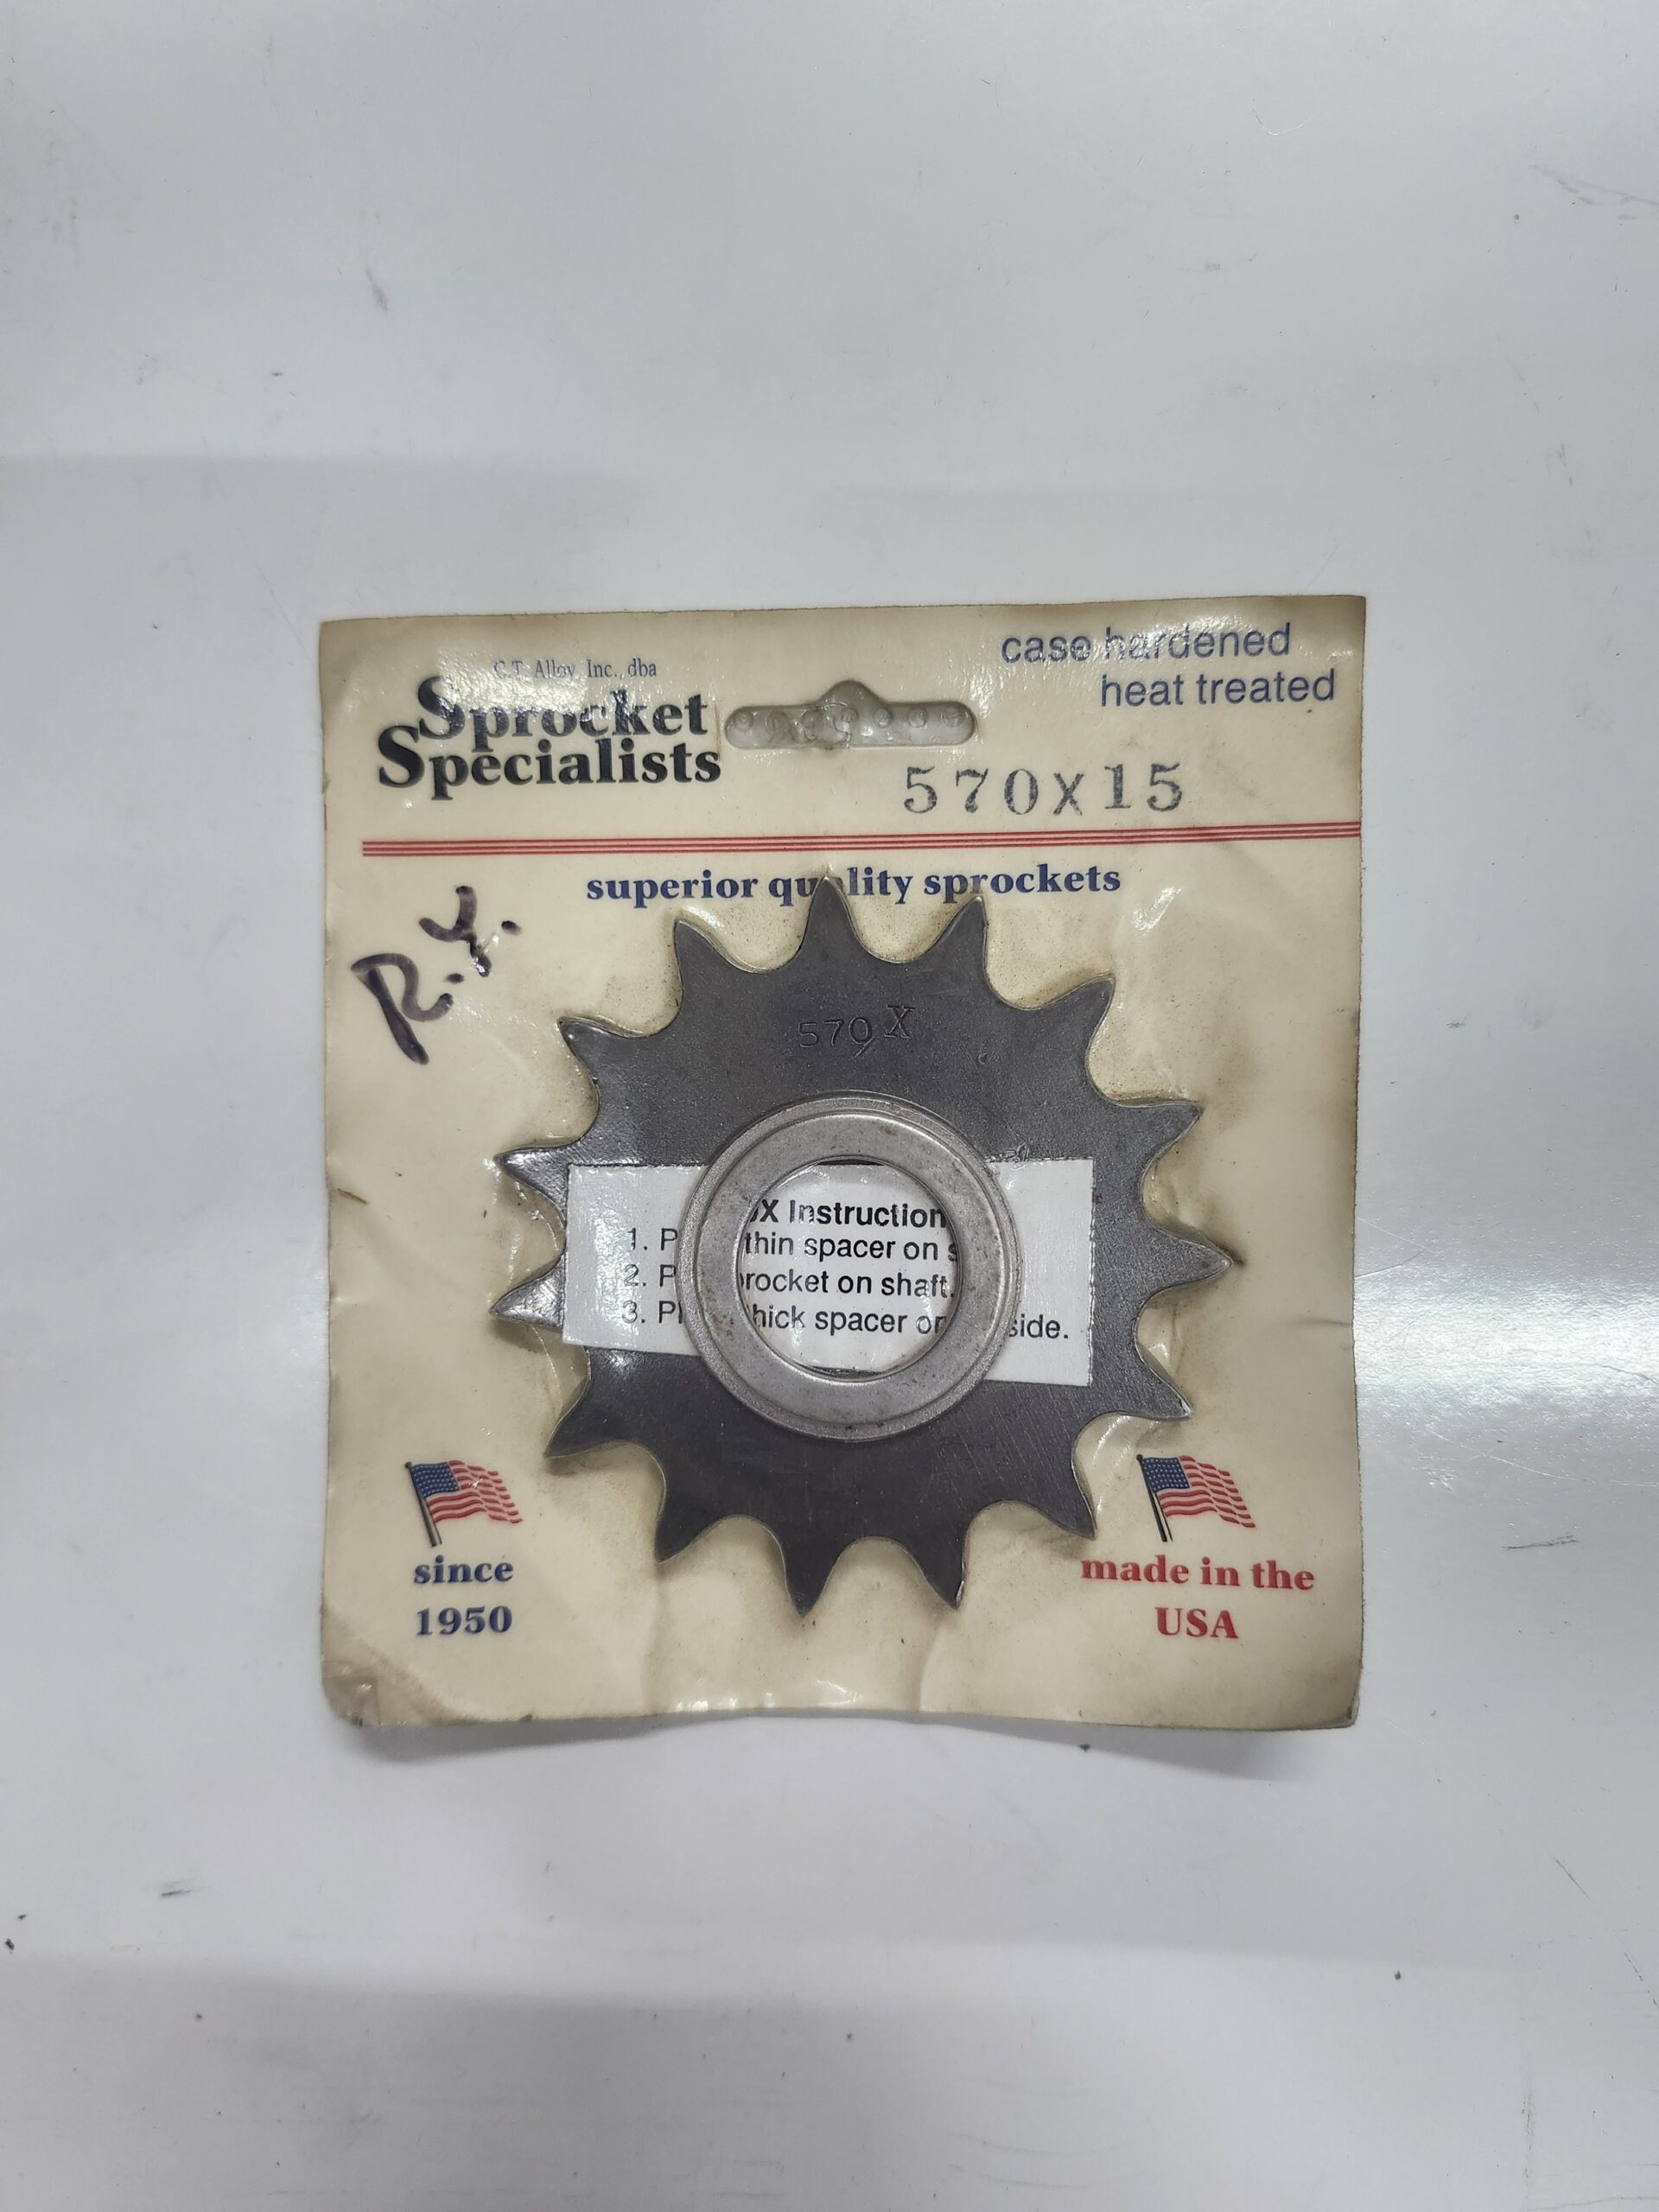 C.T. Alloy, Inc., dba
Sprocket
Specialists
case hardened
heat treated
570X15
superior quality sprockets
R.Y.
570X
X Instruction
1. P thin spacer on s
2. P rocket on shaft.
3. Pl hick spacer on side.
since
1950
made in the
USA